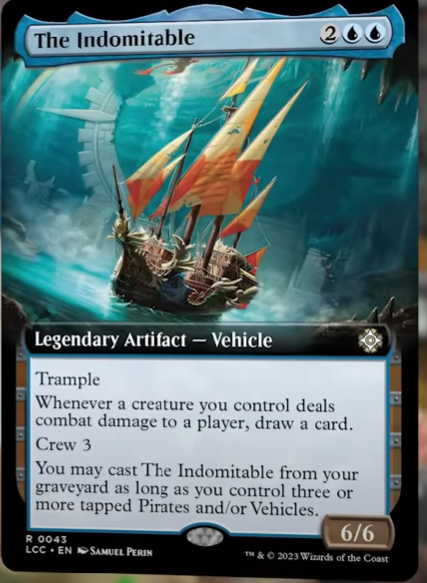 The Indomitable 2
Legendary Artifact — Vehicle
Trample
Whenever a creature you control deals
combat damage to a player, draw a card.
Crew 3
You may cast The Indomitable from your
graveyard as long as you control three or
more tapped Pirates and/or Vehicles.
6/6
R 0043
LCC • EN Samuel Perin
™ & © 2023 Wizards of the Coast